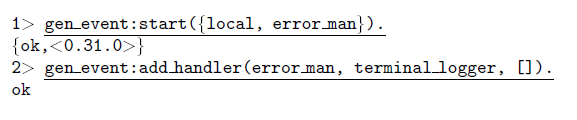 1> gen_event:start({local, error_man}).
{ok,<0.31.0>}
2> gen_event:add_handler(error_man, terminal_logger, []).
ok